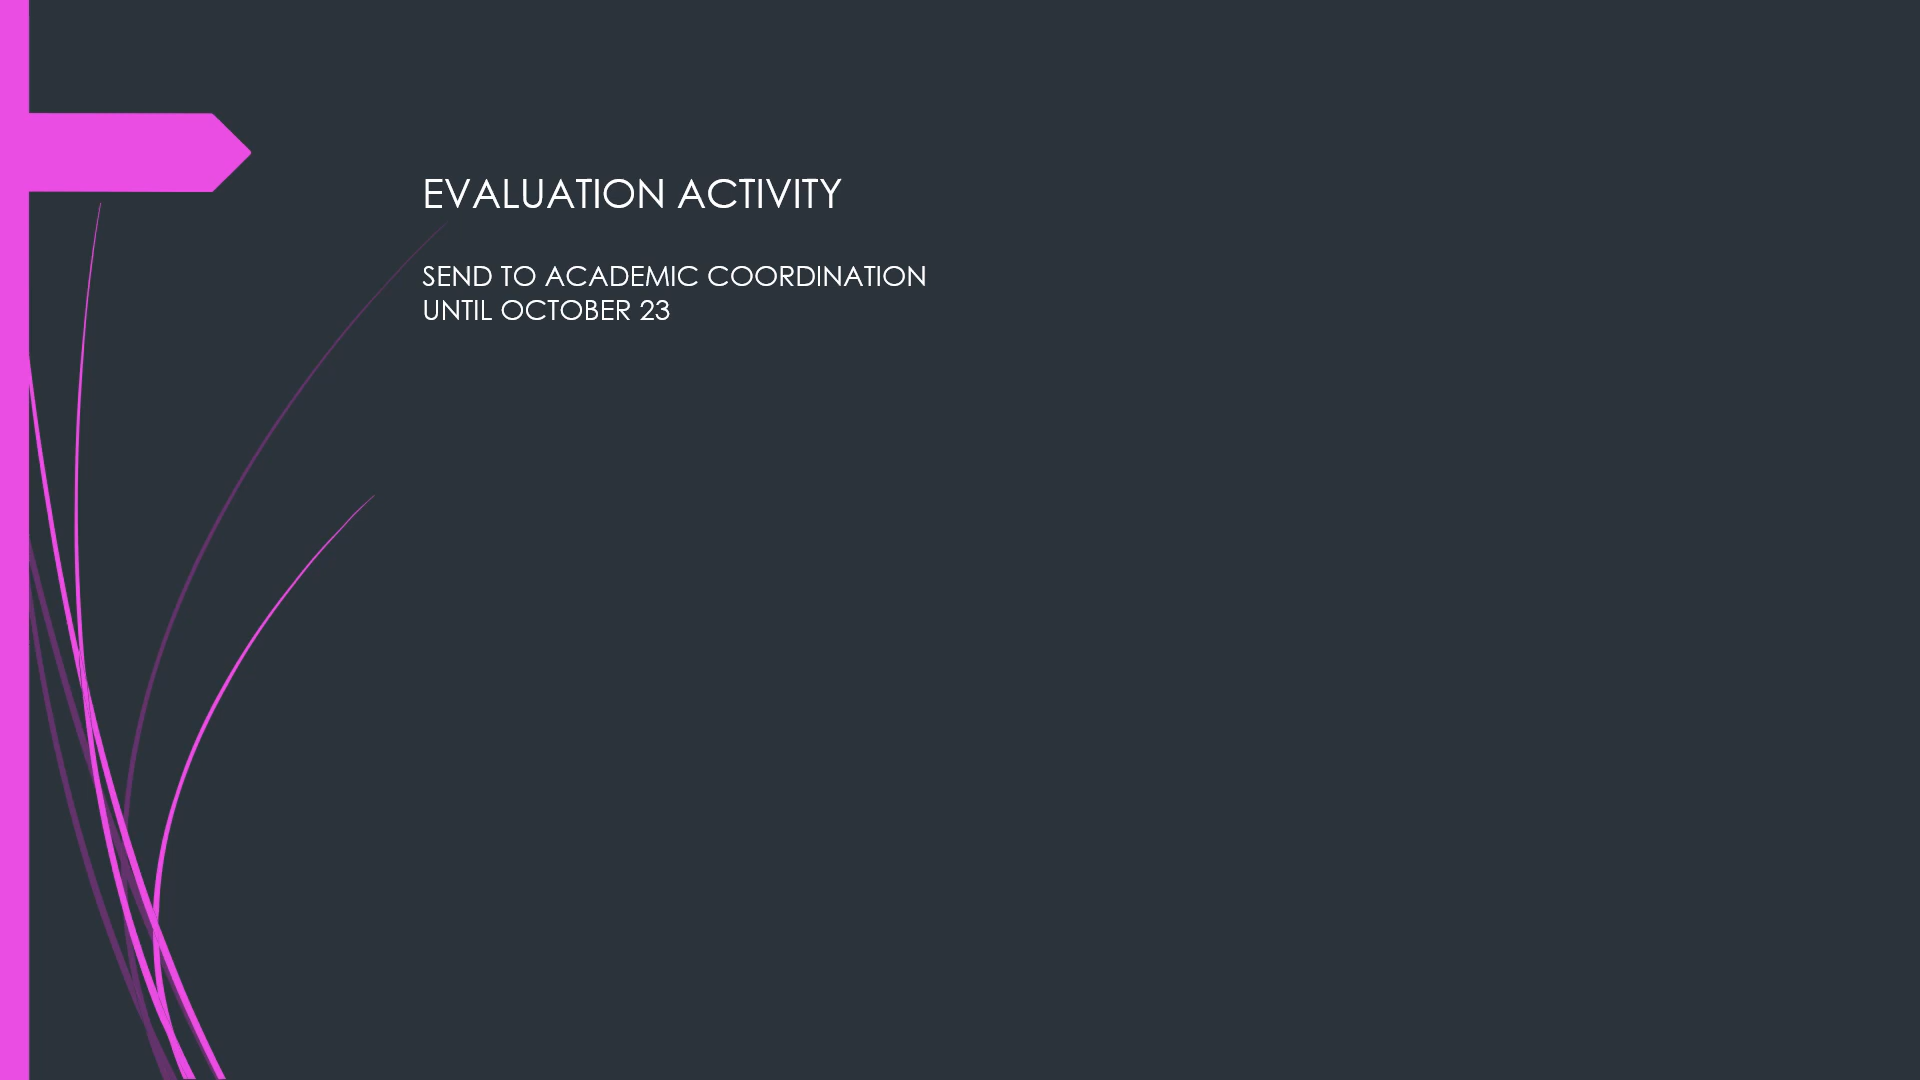 EVALUATION ACTIVITY
SEND TO ACADEMIC COORDINATION
UNTIL OCTOBER 23